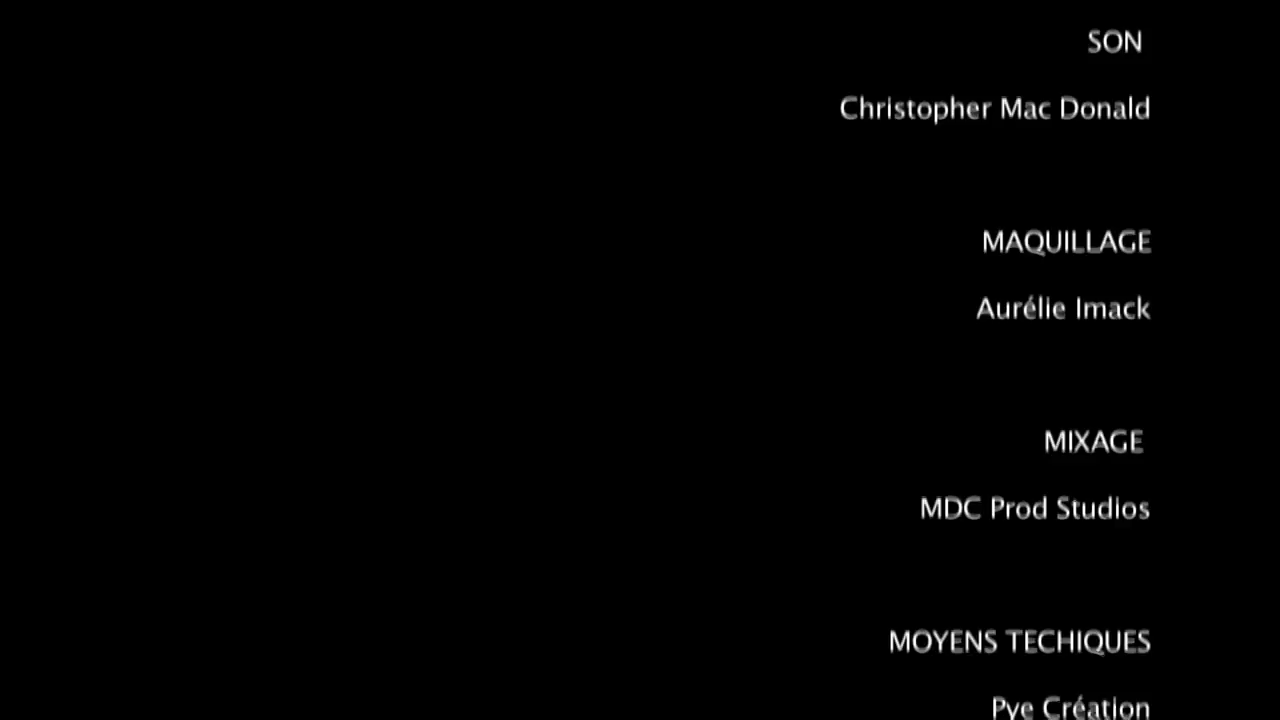 SON
Christopher Mac Donald
MAQUILLAGE
Aurélie Imack
MIXAGE
MDC Prod Studios
MOYENS TECHIQUES
Pye Création